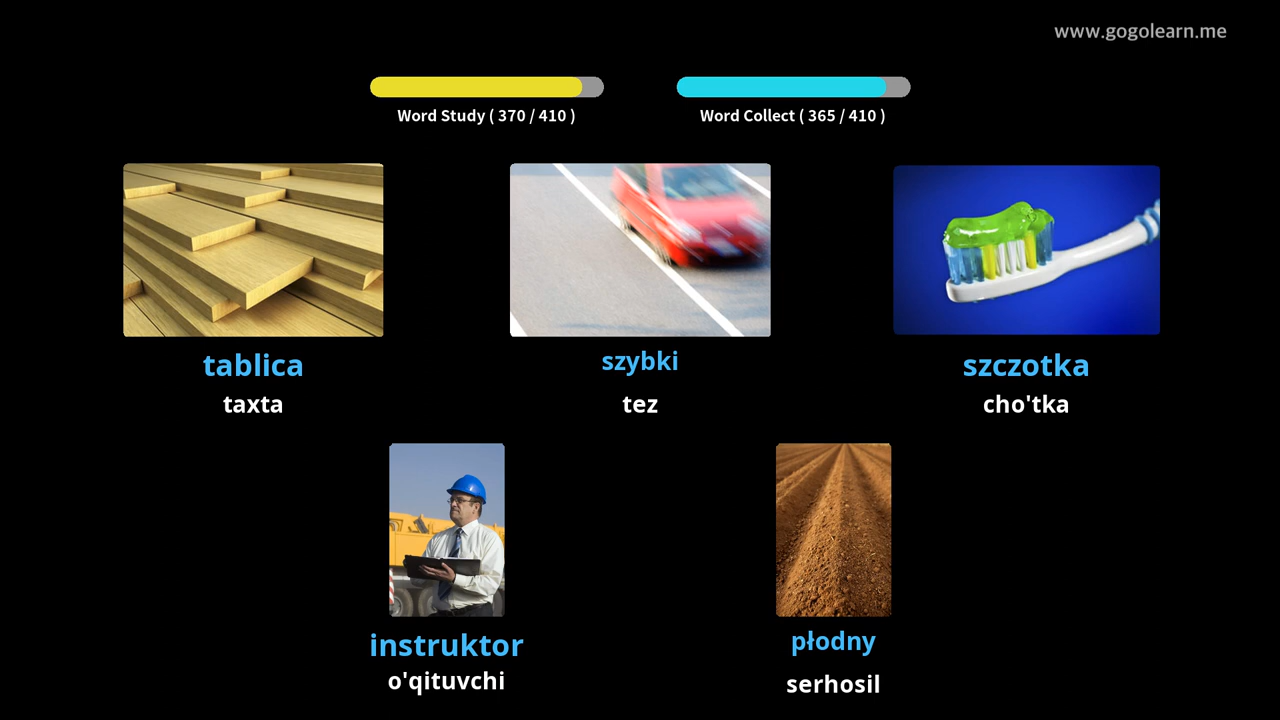 www.gogolearn.me
Word Study ( 370 / 410 )
Word Collect ( 365 / 410 )
tablica
szybki
szczotka
taxta
tez
cho'tka
instruktor
płodny
o'qituvchi
serhosil